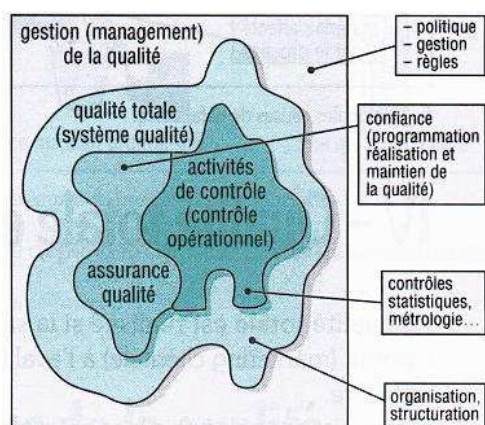 gestion (management)
de la qualité
qualité totale
(système qualité)
activités
de contrôle
(contrôle
opérationnel)
assurance
qualité
– politique
– gestion
– règles
confiance
(programmation
réalisation et
maintien de
la qualité)
contrôles
statistiques,
métrologie...
organisation,
structuration